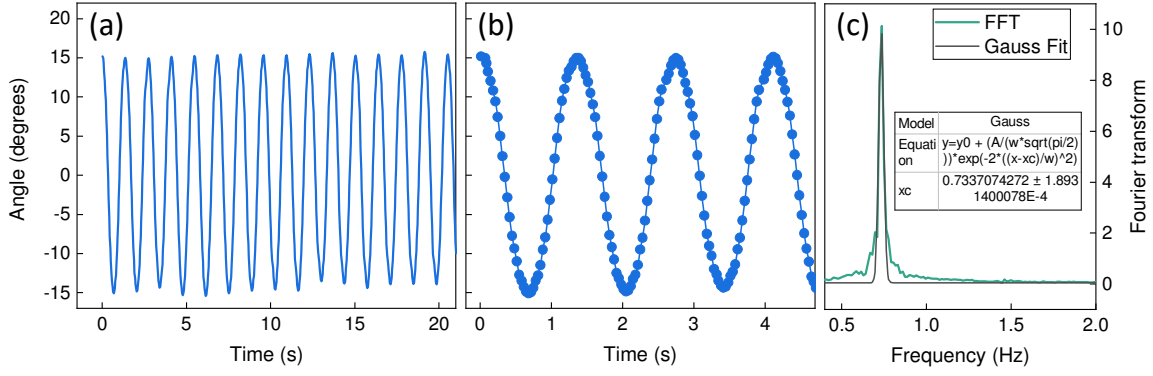 (a)
20
15
10
5
0
-5
-10
-15
Angle (degrees)
0
5
10
15
20
Time (s)
(b)
0
1
2
3
4
Time (s)
(c)
FFT
Gauss Fit
Model Gauss
Equati
on
y=y0 + (A/(w*sqrt(pi/2)
))*exp(-2*((x-xc)/w)^2)
xc
0.7337074272 ± 1.893
1400078E-4
10
8
6
4
2
0
Fourier transform
0.5
1.0
1.5
2.0
Frequency (Hz)